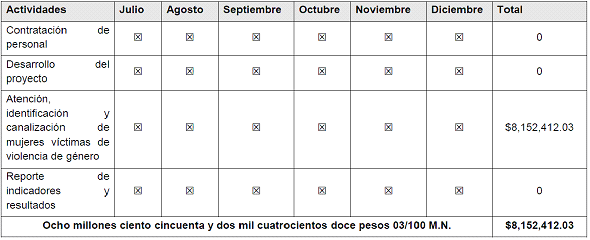 Actividades Julio Agosto Septiembre Octubre Noviembre Diciembre Total
Contratación de
personal ☒ ☒ ☒ ☒ ☒ ☒ 0
Desarrollo del
proyecto ☒ ☒ ☒ ☒ ☒ ☒ 0
Atención,
identificación y
canalización de
mujeres víctimas de
violencia de género ☒ ☒ ☒ ☒ ☒ ☒ $8,152,412.03
Reporte de
indicadores y
resultados ☒ ☒ ☒ ☒ ☒ ☒ 0
Ocho millones ciento cincuenta y dos mil cuatrocientos doce pesos 03/100 M.N. $8,152,412.03